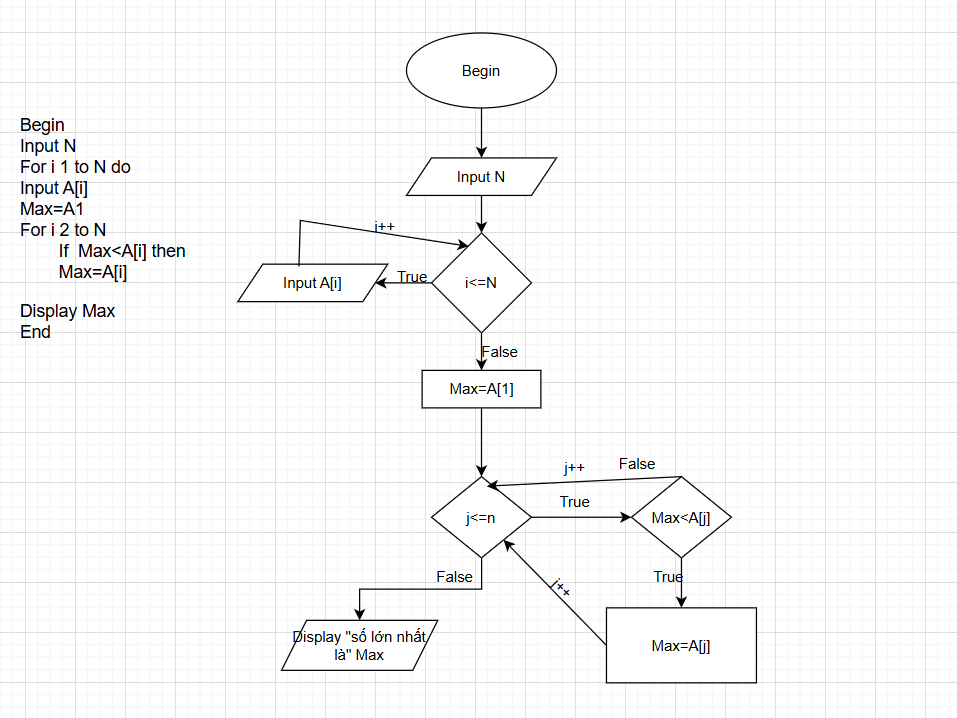 Begin
Input N
For i 1 to N do
Input A[i]
Max=A1
For i 2 to N
If Max<A[i] then
Max=A[i]
Display Max
End
Begin
Input N
i++
Input A[i]
True
i<=N
False
Max=A[1]
j++
False
j<=n
True
Max<A[j]
False
True
j++
Display "số lớn nhất
là" Max
Max=A[j]